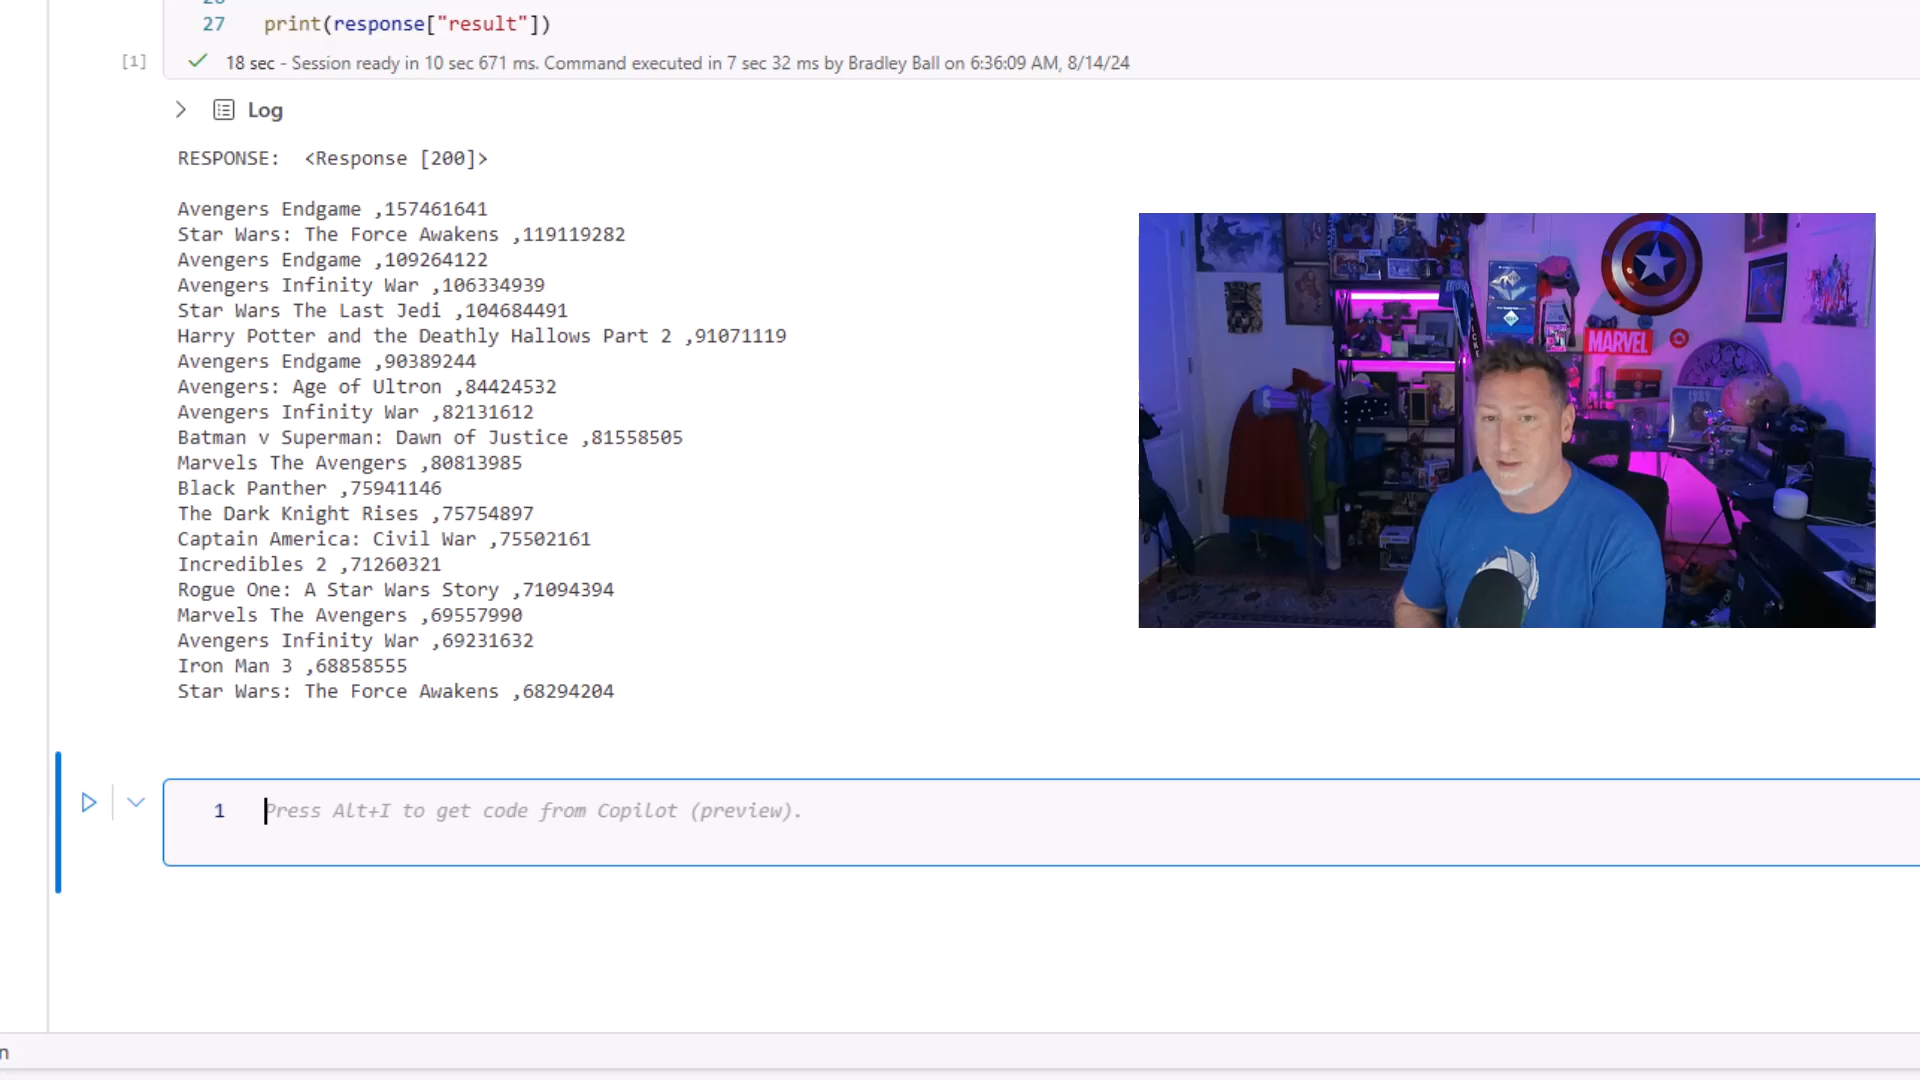 27 print(response["result"])
[1] 18 sec - Session ready in 10 sec 671 ms. Command executed in 7 sec 32 ms by Bradley Ball on 6:36:09 AM, 8/14/24
Log
RESPONSE: <Response [200]>
Avengers Endgame ,157461641
Star Wars: The Force Awakens ,119119282
Avengers Endgame ,109264122
Avengers Infinity War ,106334939
Star Wars The Last Jedi ,104684491
Harry Potter and the Deathly Hallows Part 2 ,91071119
Avengers Endgame ,90389244
Avengers: Age of Ultron ,84424532
Avengers Infinity War ,82131612
Batman v Superman: Dawn of Justice ,81558505
Marvels The Avengers ,80813985
Black Panther ,75941146
The Dark Knight Rises ,75754897
Captain America: Civil War ,75502161
Incredibles 2 ,71260321
Rogue One: A Star Wars Story ,71094394
Marvels The Avengers ,69557990
Avengers Infinity War ,69231632
Iron Man 3 ,68858555
Star Wars: The Force Awakens ,68294204
MARVEL
1 Press Alt+I to get code from Copilot (preview).
n